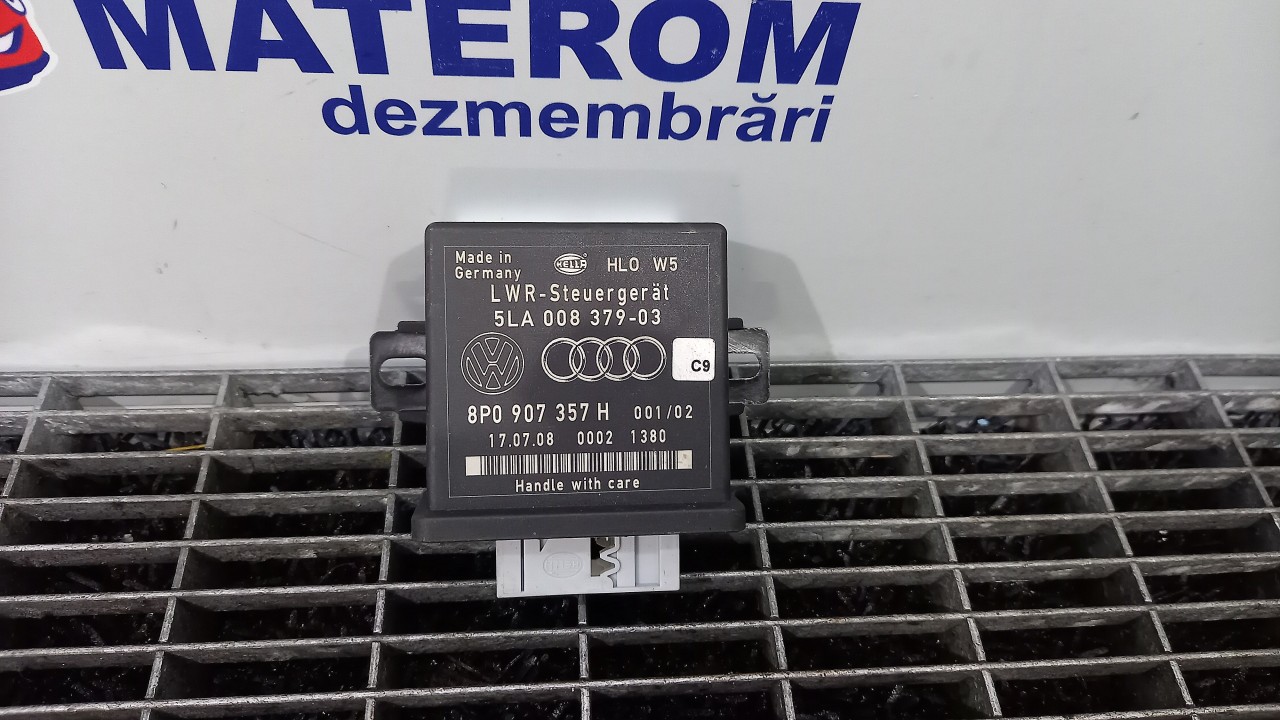 MATEROM
dezmembrări
Made in
Germany
HELLA
HLO W5
LWR-Steuergerät
5LA 008 379-03
C9
8P0 907 357 H 001/02
17.07.08 0002 1380
Handle with care